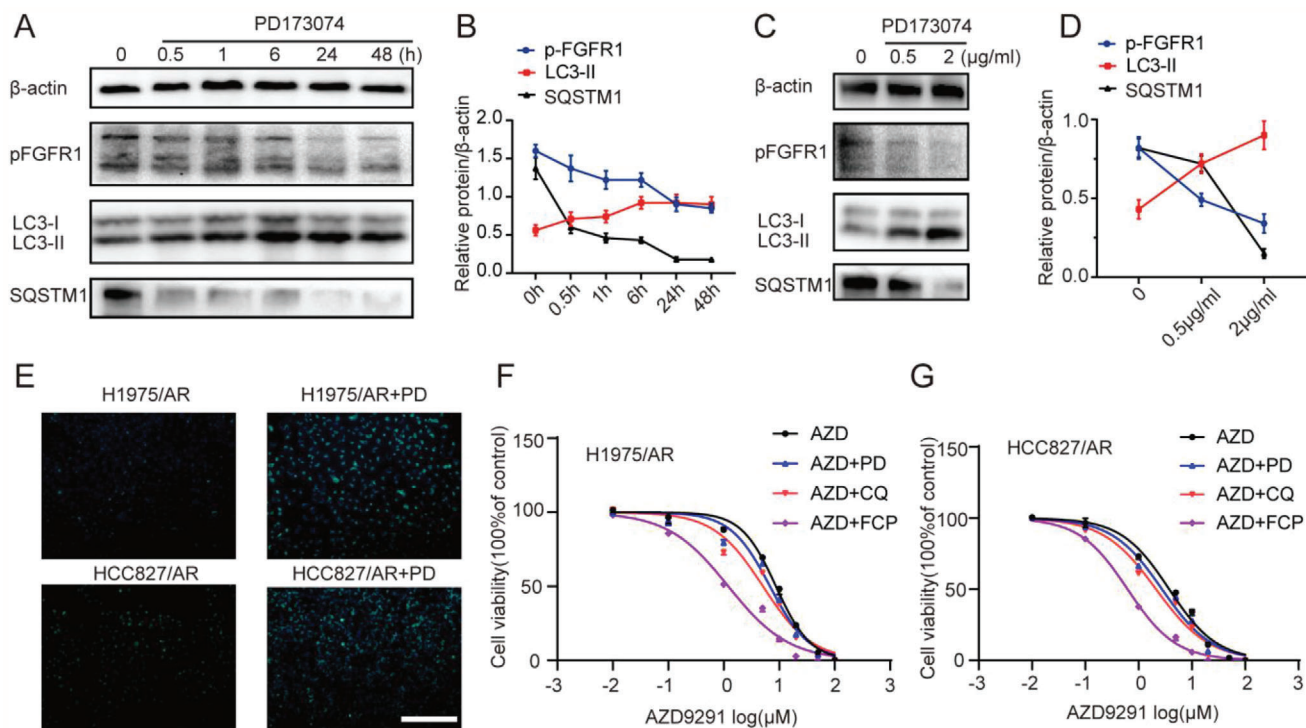 A
PD173074
0 0.5 1 6 24 48 (h)
β-actin
pFGFR1
LC3-I
LC3-II
SQSTM1
B
p-FGFR1
LC3-II
SQSTM1
Relative protein/β-actin
2.0
1.5
1.0
0.5
0.0
0h 0.5h 1h 6h 24h 48h
C
PD173074
0 0.5 2 (μg/ml)
β-actin
pFGFR1
LC3-I
LC3-II
SQSTM1
D
p-FGFR1
LC3-II
SQSTM1
Relative protein/β-actin
1.0
0.5
0.0
0 0.5μg/ml 2μg/ml
E
H1975/AR
H1975/AR+PD
HCC827/AR
HCC827/AR+PD
F
H1975/AR
AZD
AZD+PD
AZD+CQ
AZD+FCP
Cell viability(100%of control)
150
100
50
0
-3 -2 -1 0 1 2 3
AZD9291 log(μM)
G
HCC827/AR
AZD
AZD+PD
AZD+CQ
AZD+FCP
Cell viability(100%of control)
150
100
50
0
-3 -2 -1 0 1 2 3
AZD9291 log(μM)